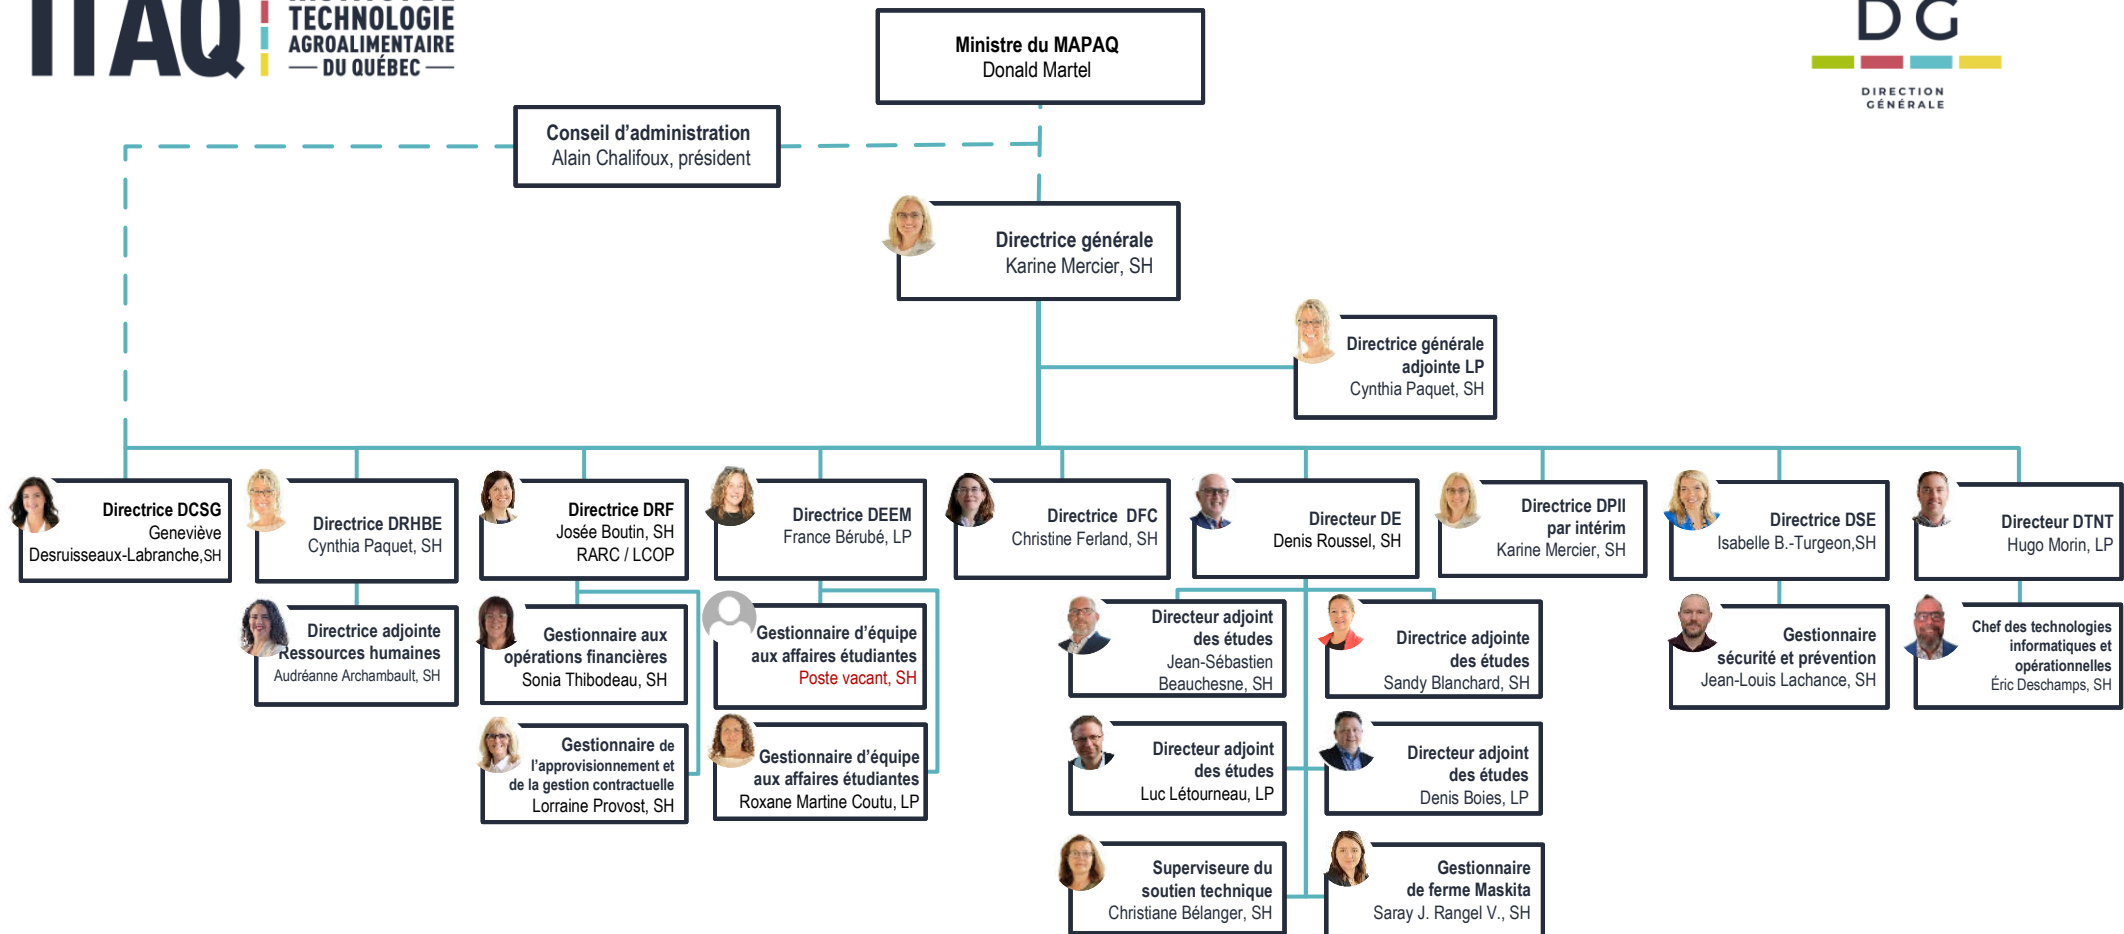 ITAQ
TECHNOLOGIE
AGROALIMENTAIRE
DU QUÉBEC
DG
DIRECTION
GÉNÉRALE
Ministre du MAPAQ
Donald Martel
Conseil d'administration
Alain Chalifoux, président
Directrice générale
Karine Mercier, SH
Directrice générale
adjointe LP
Cynthia Paquet, SH
Directrice DCSG
Geneviève
Desruisseaux-Labranche,SH
Directrice DRHBE
Cynthia Paquet, SH
Directrice DRF
Josée Boutin, SH
RARC / LCOP
Directrice DEEM
France Bérubé, LP
Directrice DFC
Christine Ferland, SH
Directeur DE
Denis Roussel, SH
Directrice DPII
par intérim
Karine Mercier, SH
Directrice DSE
Isabelle B.-Turgeon,SH
Directeur DTNT
Hugo Morin, LP
Directrice adjointe
Ressources humaines
Audréanne Archambault, SH
Gestionnaire aux
opérations financières
Sonia Thibodeau, SH
Gestionnaire d'équipe
aux affaires étudiantes
Poste vacant, SH
Directeur adjoint
des études
Jean-Sébastien
Beauchesne, SH
Directrice adjointe
des études
Sandy Blanchard, SH
Gestionnaire
sécurité et prévention
Jean-Louis Lachance, SH
Chef des technologies
informatiques et
opérationnelles
Éric Deschamps, SH
Gestionnaire de
l'approvisionnement et
de la gestion contractuelle
Lorraine Provost, SH
Gestionnaire d'équipe
aux affaires étudiantes
Roxane Martine Coutu, LP
Directeur adjoint
des études
Luc Létourneau, LP
Directeur adjoint
des études
Denis Boies, LP
Superviseure du
soutien technique
Christiane Bélanger, SH
Gestionnaire
de ferme Maskita
Saray J. Rangel V., SH